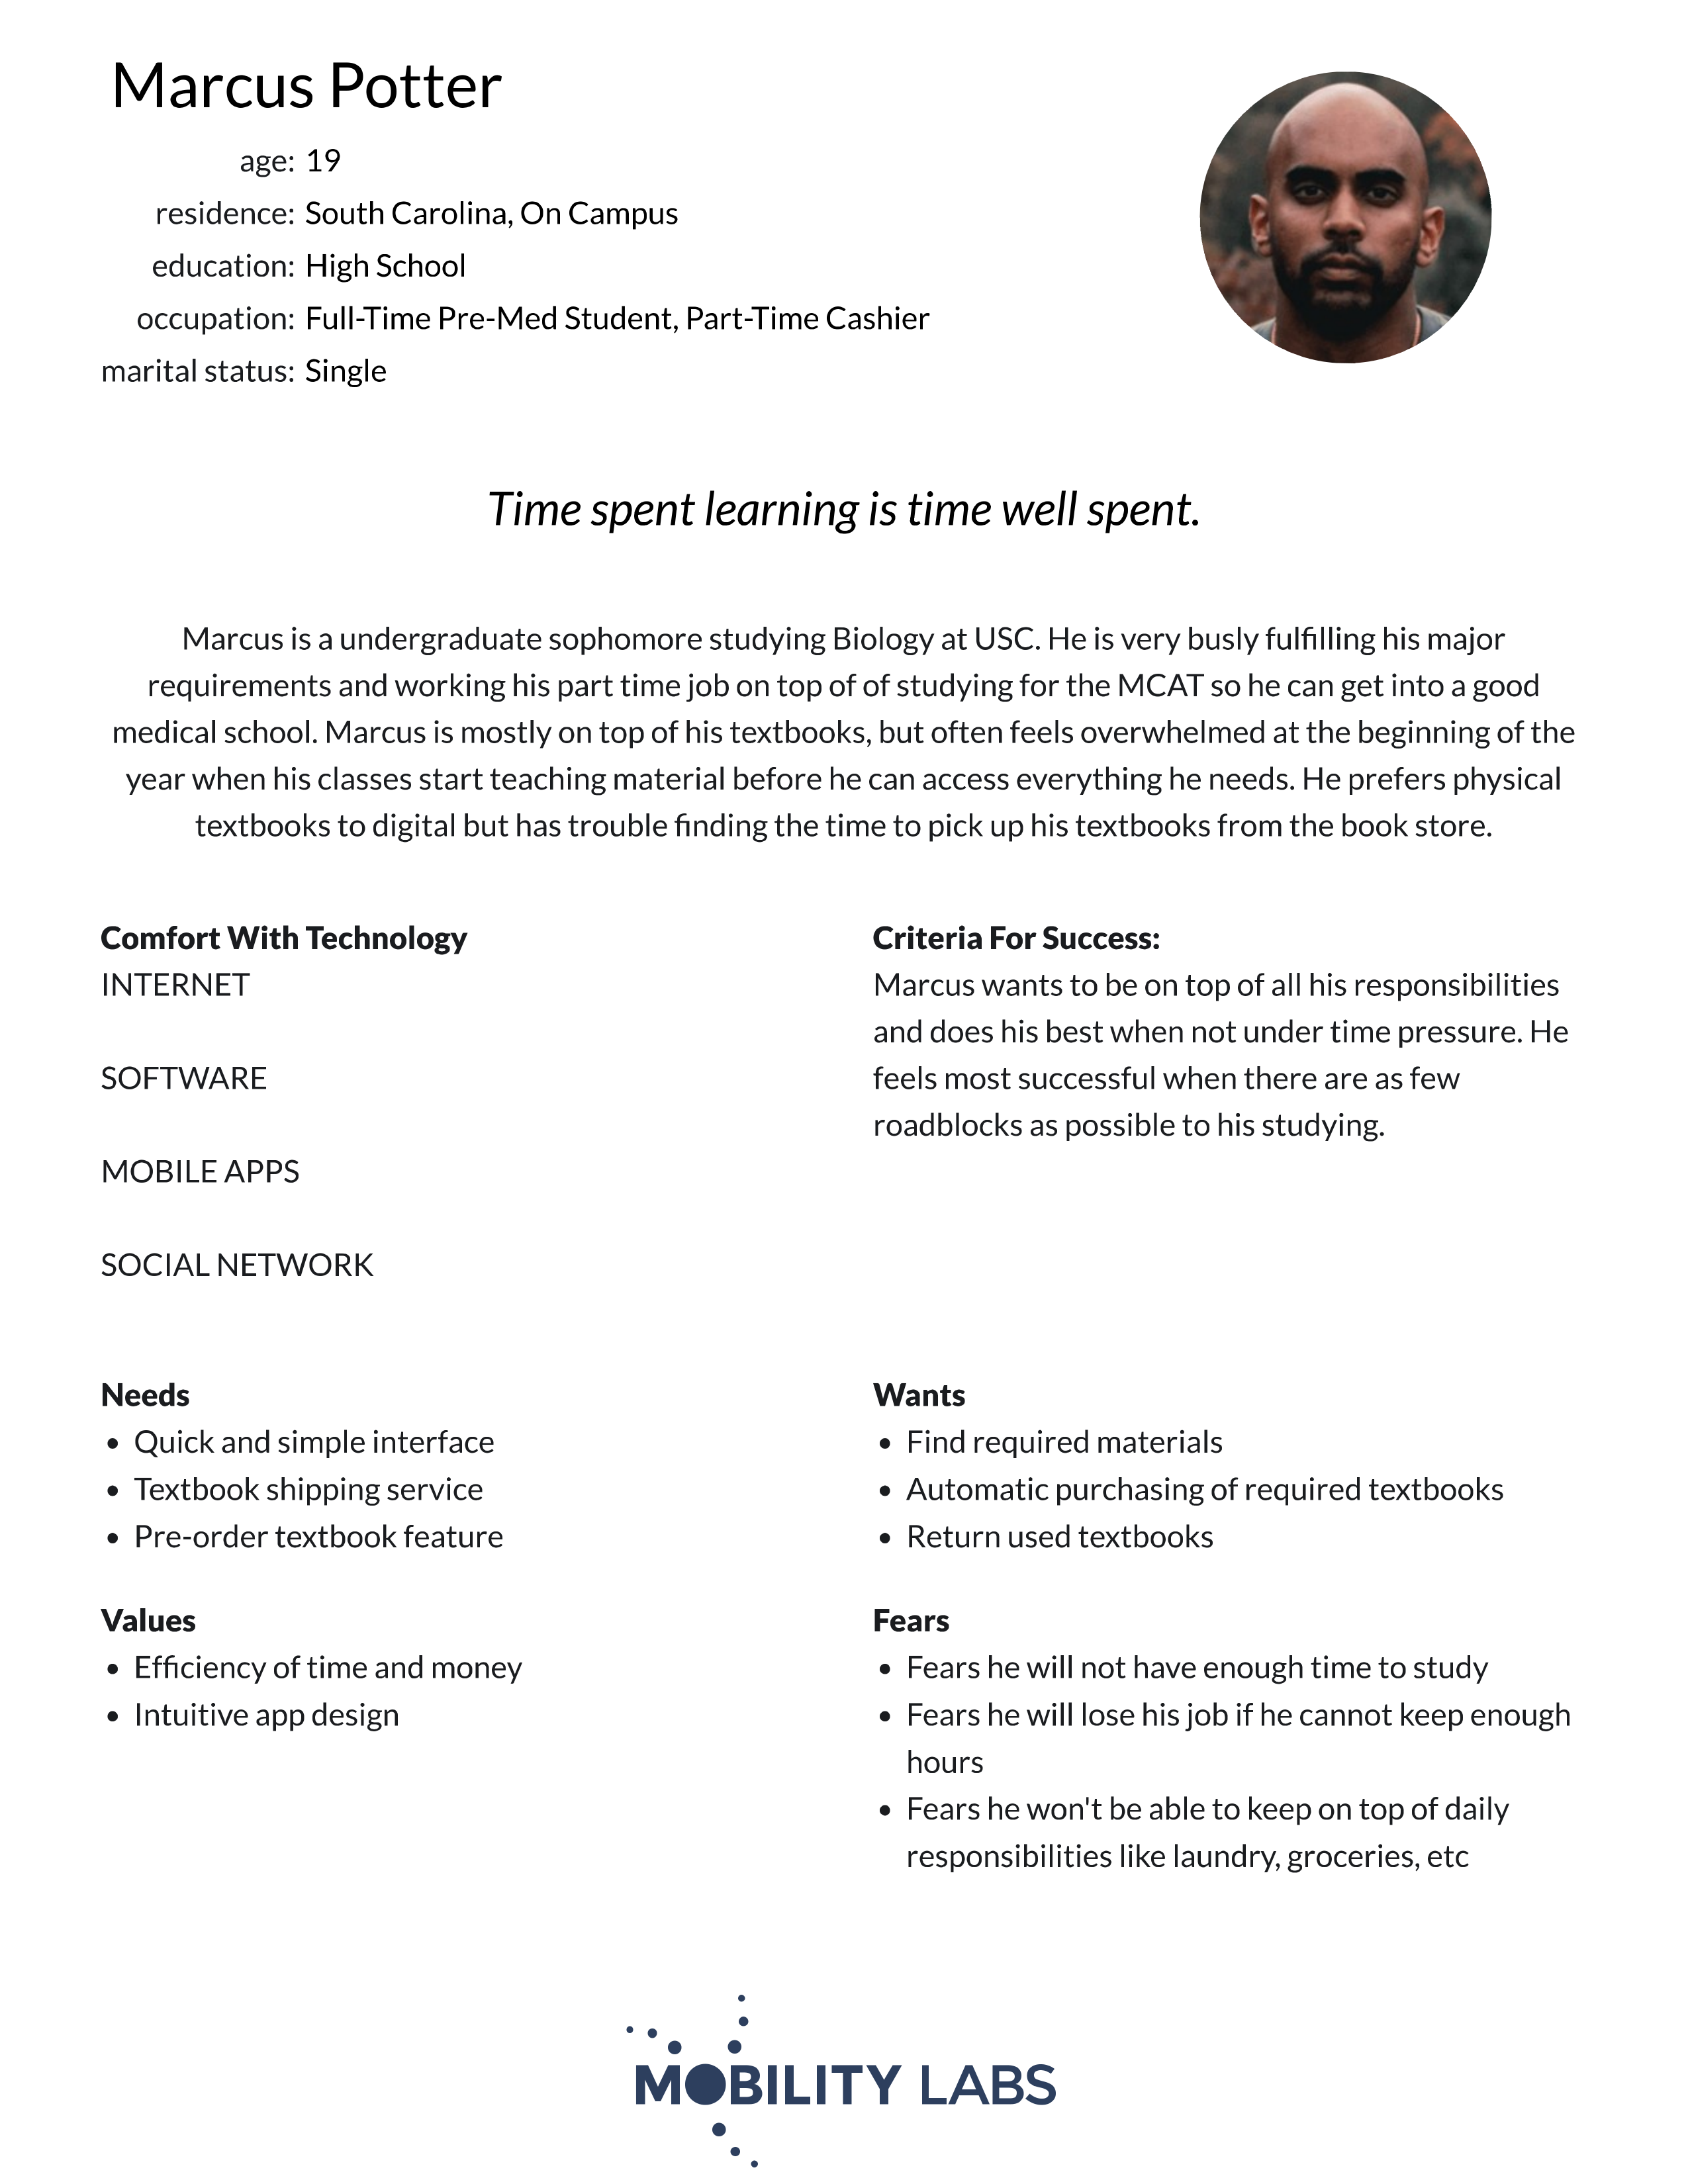 Marcus Potter
age: 19
residence: South Carolina, On Campus
education: High School
occupation: Full-Time Pre-Med Student, Part-Time Cashier
marital status: Single
Time spent learning is time well spent.
Marcus is a undergraduate sophomore studying Biology at USC. He is very busly fulfilling his major
requirements and working his part time job on top of of studying for the MCAT so he can get into a good
medical school. Marcus is mostly on top of his textbooks, but often feels overwhelmed at the beginning of the
year when his classes start teaching material before he can access everything he needs. He prefers physical
textbooks to digital but has trouble finding the time to pick up his textbooks from the book store.
Comfort With Technology
INTERNET
SOFTWARE
MOBILE APPS
SOCIAL NETWORK
Criteria For Success:
Marcus wants to be on top of all his responsibilities
and does his best when not under time pressure. He
feels most successful when there are as few
roadblocks as possible to his studying.
Needs
• Quick and simple interface
• Textbook shipping service
• Pre-order textbook feature
Wants
• Find required materials
• Automatic purchasing of required textbooks
• Return used textbooks
Values
• Efficiency of time and money
• Intuitive app design
Fears
• Fears he will not have enough time to study
• Fears he will lose his job if he cannot keep enough
hours
• Fears he won't be able to keep on top of daily
responsibilities like laundry, groceries, etc
MOBILITY LABS